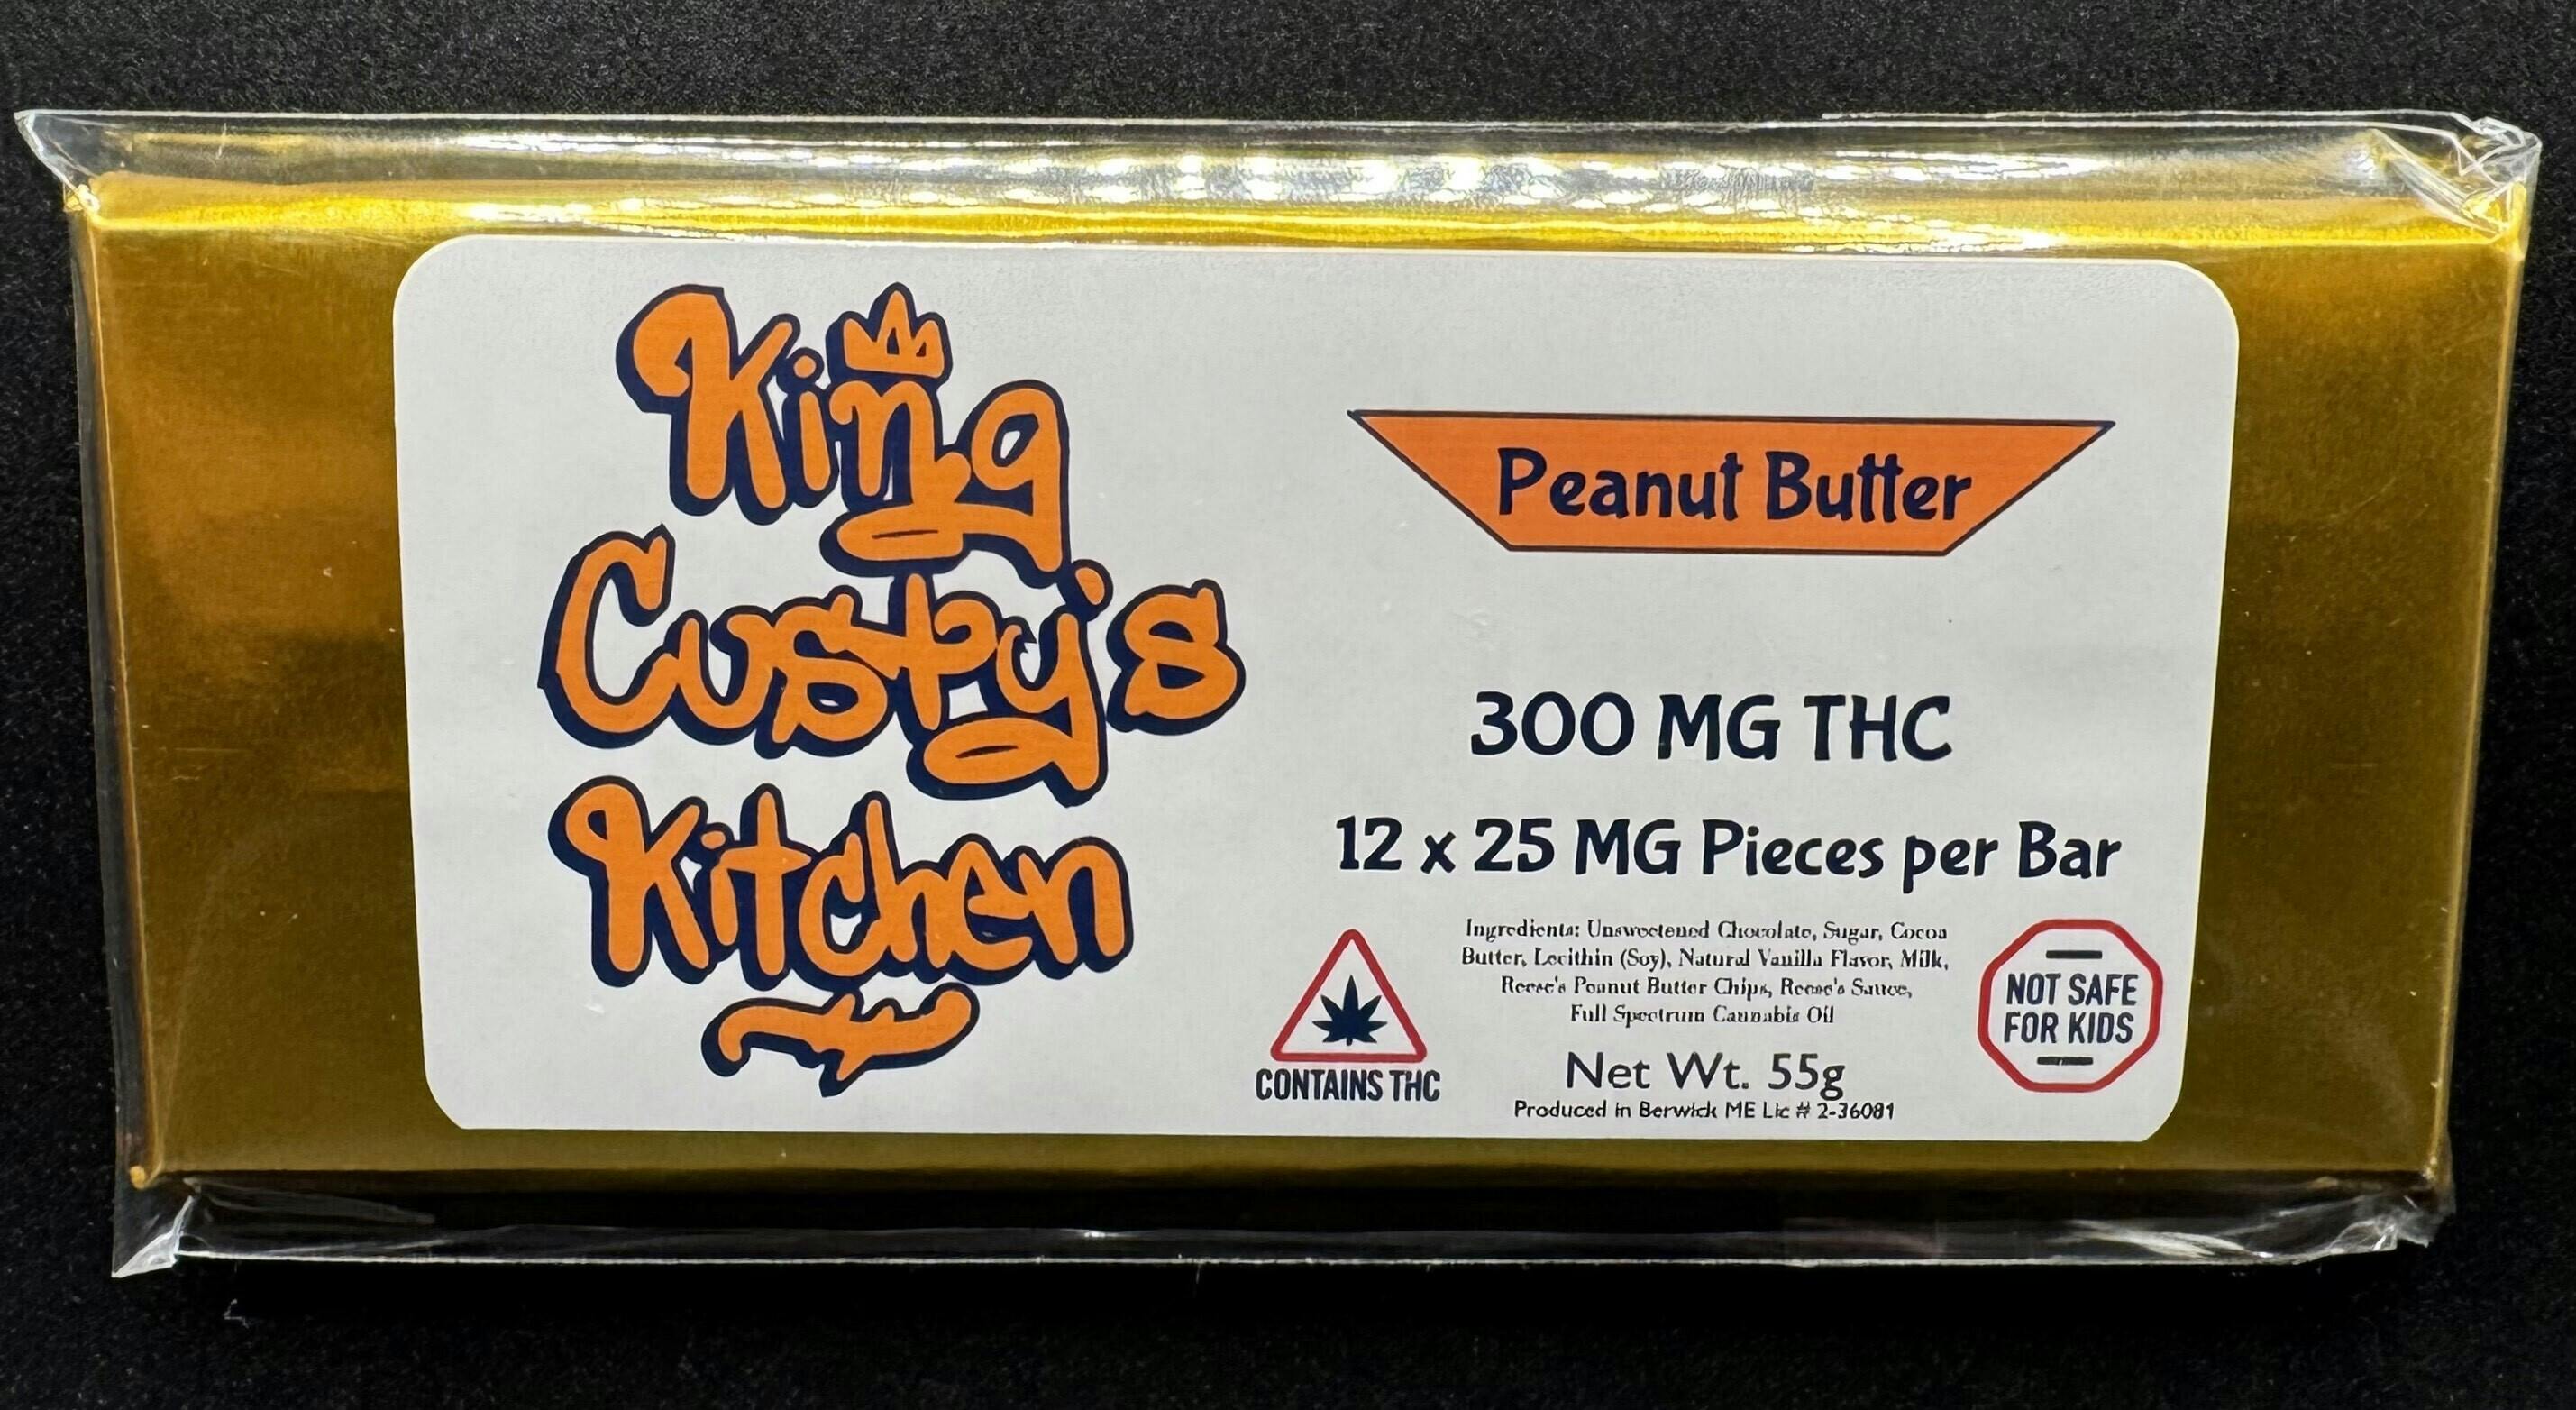 King
Custy's
Kitchen
Peanut Butter
300 MG THC
12 x 25 MG Pieces per Bar
Ingredients: Unsweetened Chocolate, Sugar, Cocoa
Butter, Lecithin (Soy), Natural Vanilla Flavor, Milk,
Reese's Peanut Butter Chips, Reese's Sauce,
Full Spectrum Cannabis Oil
Net Wt. 55g
Produced in Berwick ME Lic # 2-36081
CONTAINS THC
NOT SAFE
FOR KIDS